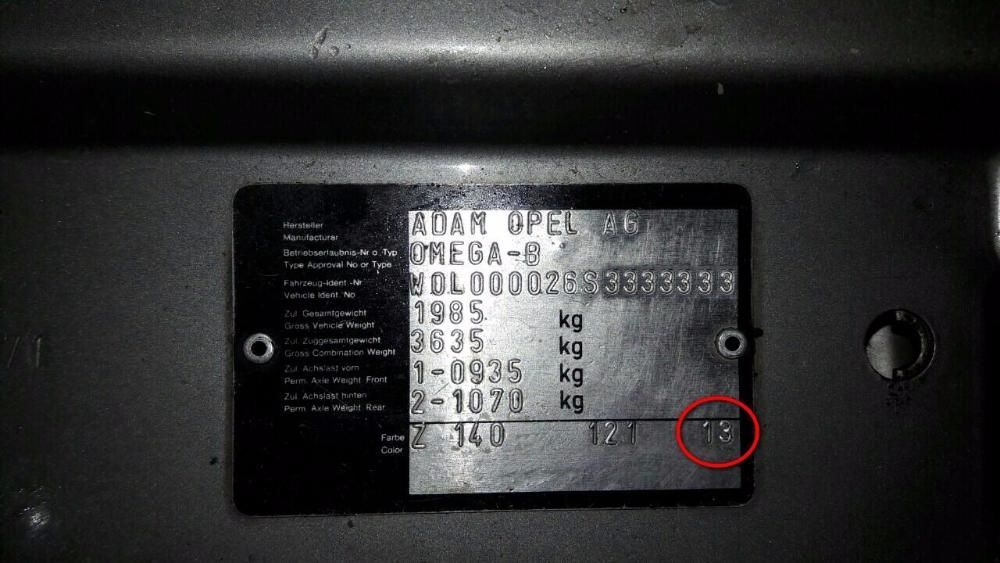 Hersteller
Manufacturer
ADAM OPEL AG
Betriebserlaubnis-Nr o. Typ
Type Approval No or Type
OMEGA-B
Fahrzeug-Ident.-Nr
Vehicle Ident. No
W0L000026S3333333
Zul. Gesamtgewicht
Gross Vehicle Weight
1985 kg
Zul. Zuggesamtgewicht
Gross Combination Weight
3635 kg
Zul. Achslast vorn
Perm. Axle Weight Front
1-0935 kg
Zul. Achslast hinten
Perm. Axle Weight Rear
2-1070 kg
Farbe
Color
Z 140 121 13